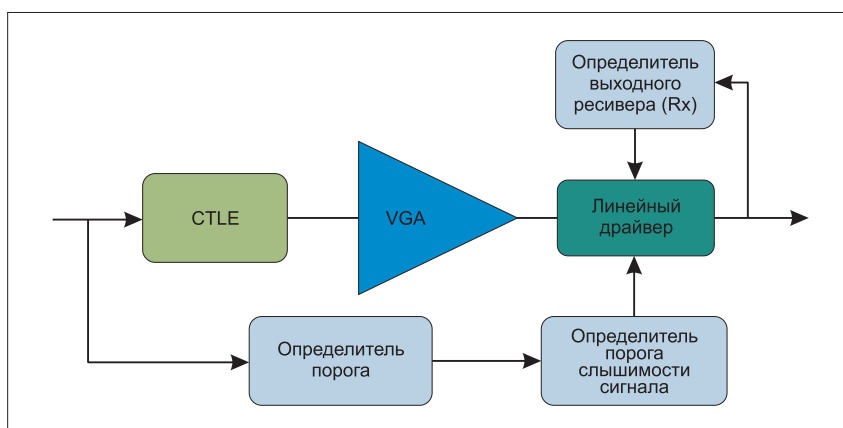 Определитель
выходного
ресивера (Rx)
CTLE
VGA
Линейный
драйвер
Определитель
порога
Определитель
порога
слышимости
сигнала